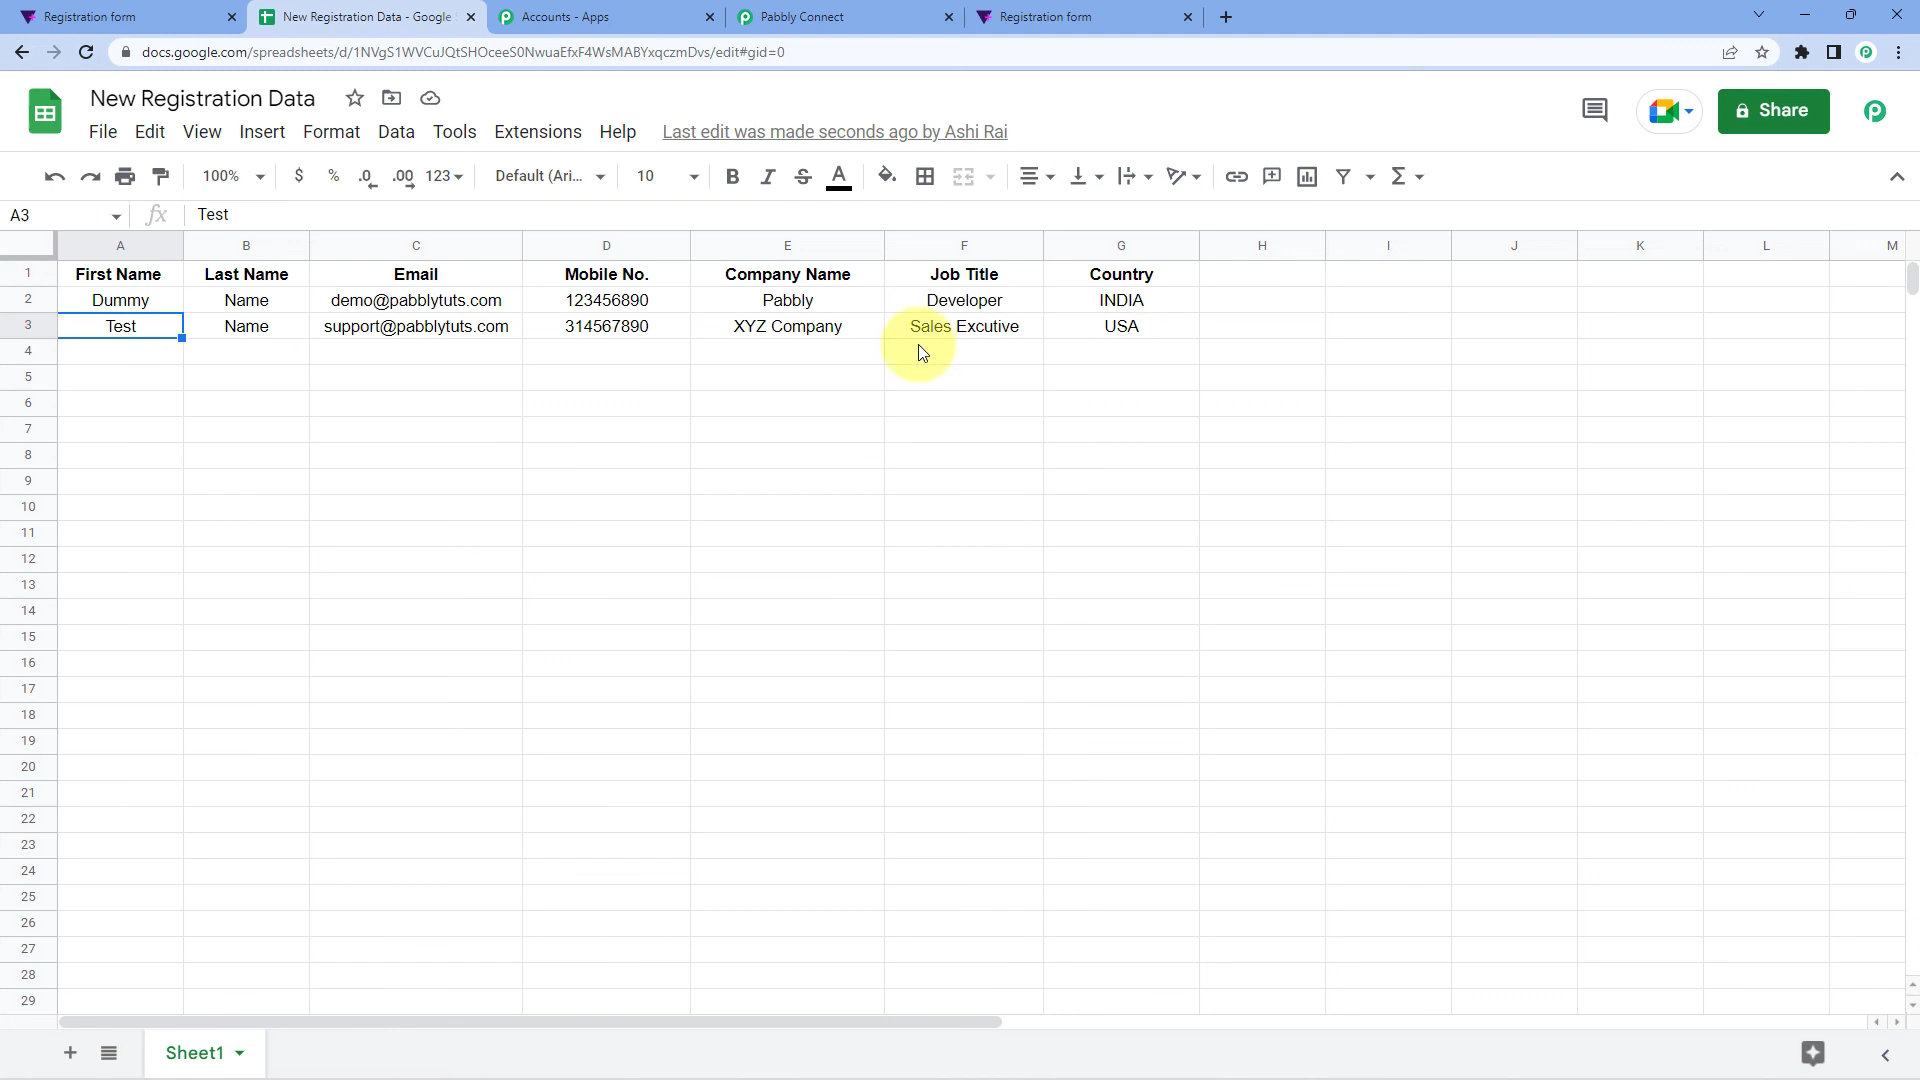 Registration form
New Registration Data - Google
Accounts - Apps
Pabbly Connect
Registration form
docs.google.com/spreadsheets/d/1NVgS1WVCuJQtSHOceeS0NwuaEfxF4WsMABYxqczmDvs/edit#gid=0
New Registration Data
File Edit View Insert Format Data Tools Extensions Help Last edit was made seconds ago by Ashi Rai
Share
100% $ % .0 .00 123 Default (Ari... 10 B I S A
A3 fx Test
A B C D E F G H I J K L M
1 First Name Last Name Email Mobile No. Company Name Job Title Country
2 Dummy Name demo@pabblytuts.com 123456890 Pabbly Developer INDIA
3 Test Name support@pabblytuts.com 314567890 XYZ Company Sales Excutive USA
4
5
6
7
8
9
10
11
12
13
14
15
16
17
18
19
20
21
22
23
24
25
26
27
28
29
Sheet1